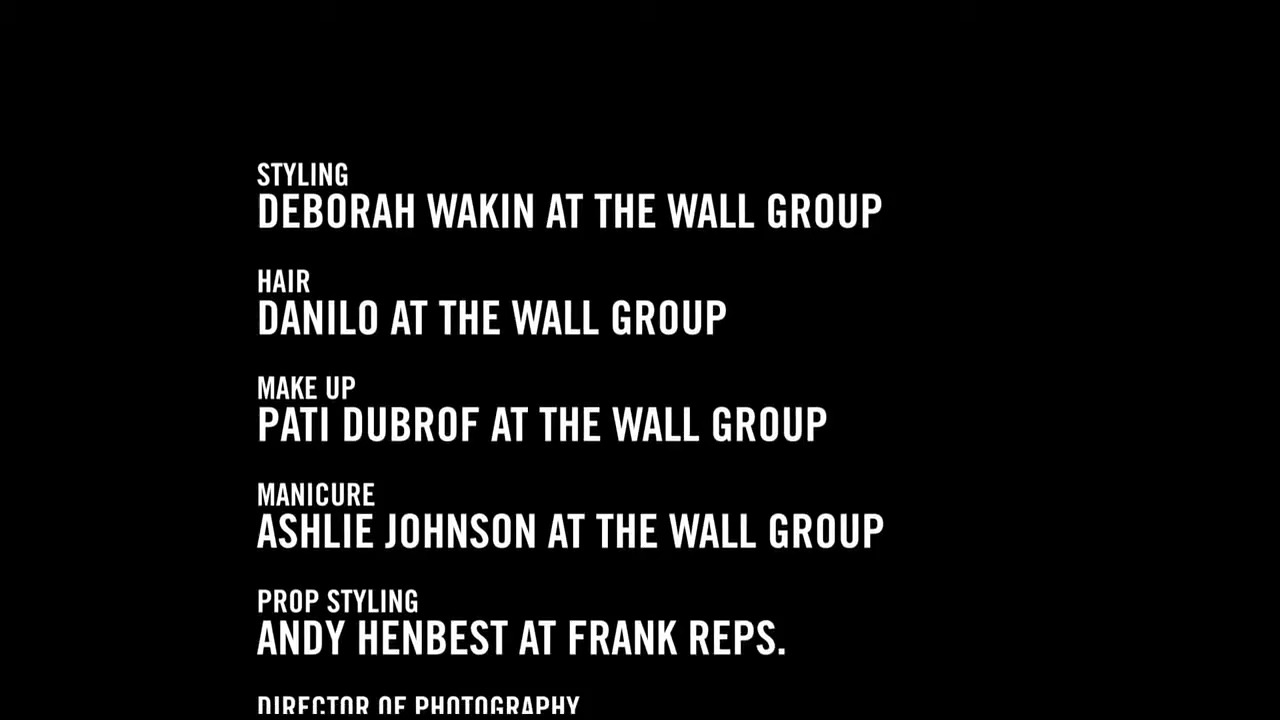 STYLING
DEBORAH WAKIN AT THE WALL GROUP
HAIR
DANILO AT THE WALL GROUP
MAKE UP
PATI DUBROF AT THE WALL GROUP
MANICURE
ASHLIE JOHNSON AT THE WALL GROUP
PROP STYLING
ANDY HENBEST AT FRANK REPS.
DIRECTOR OF PHOTOGRAPHY